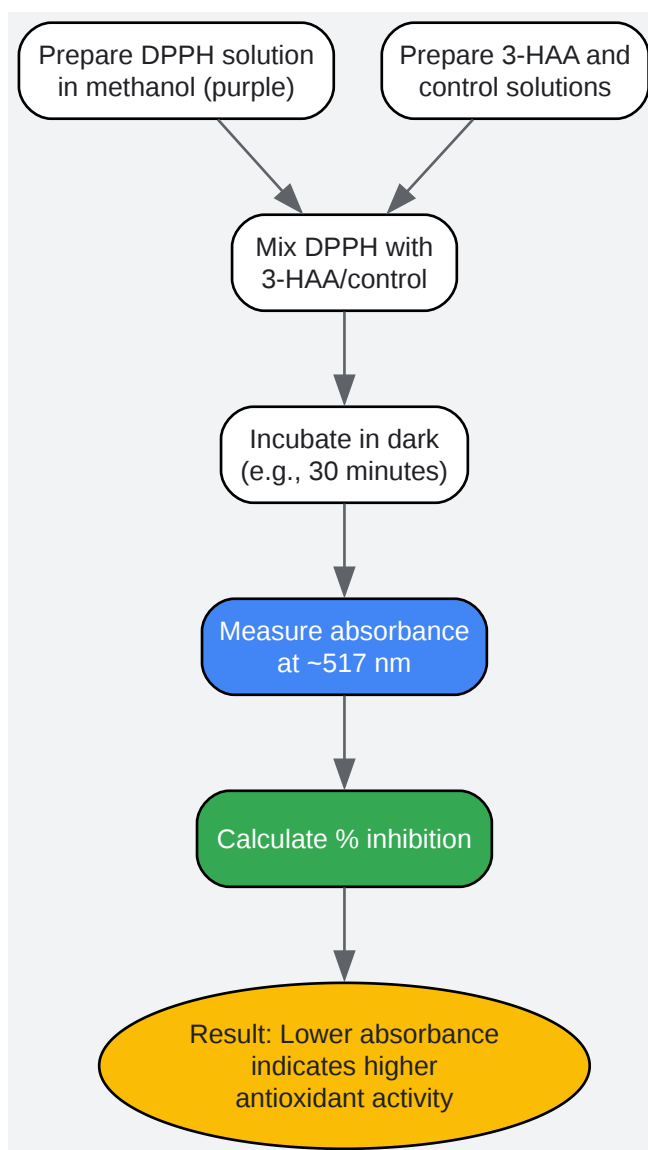 Prepare DPPH solution
in methanol (purple)
Prepare 3-HAA and
control solutions
Mix DPPH with
3-HAA/control
Incubate in dark
(e.g., 30 minutes)
Measure absorbance
at ~517 nm
Calculate % inhibition
Result: Lower absorbance
indicates higher
antioxidant activity